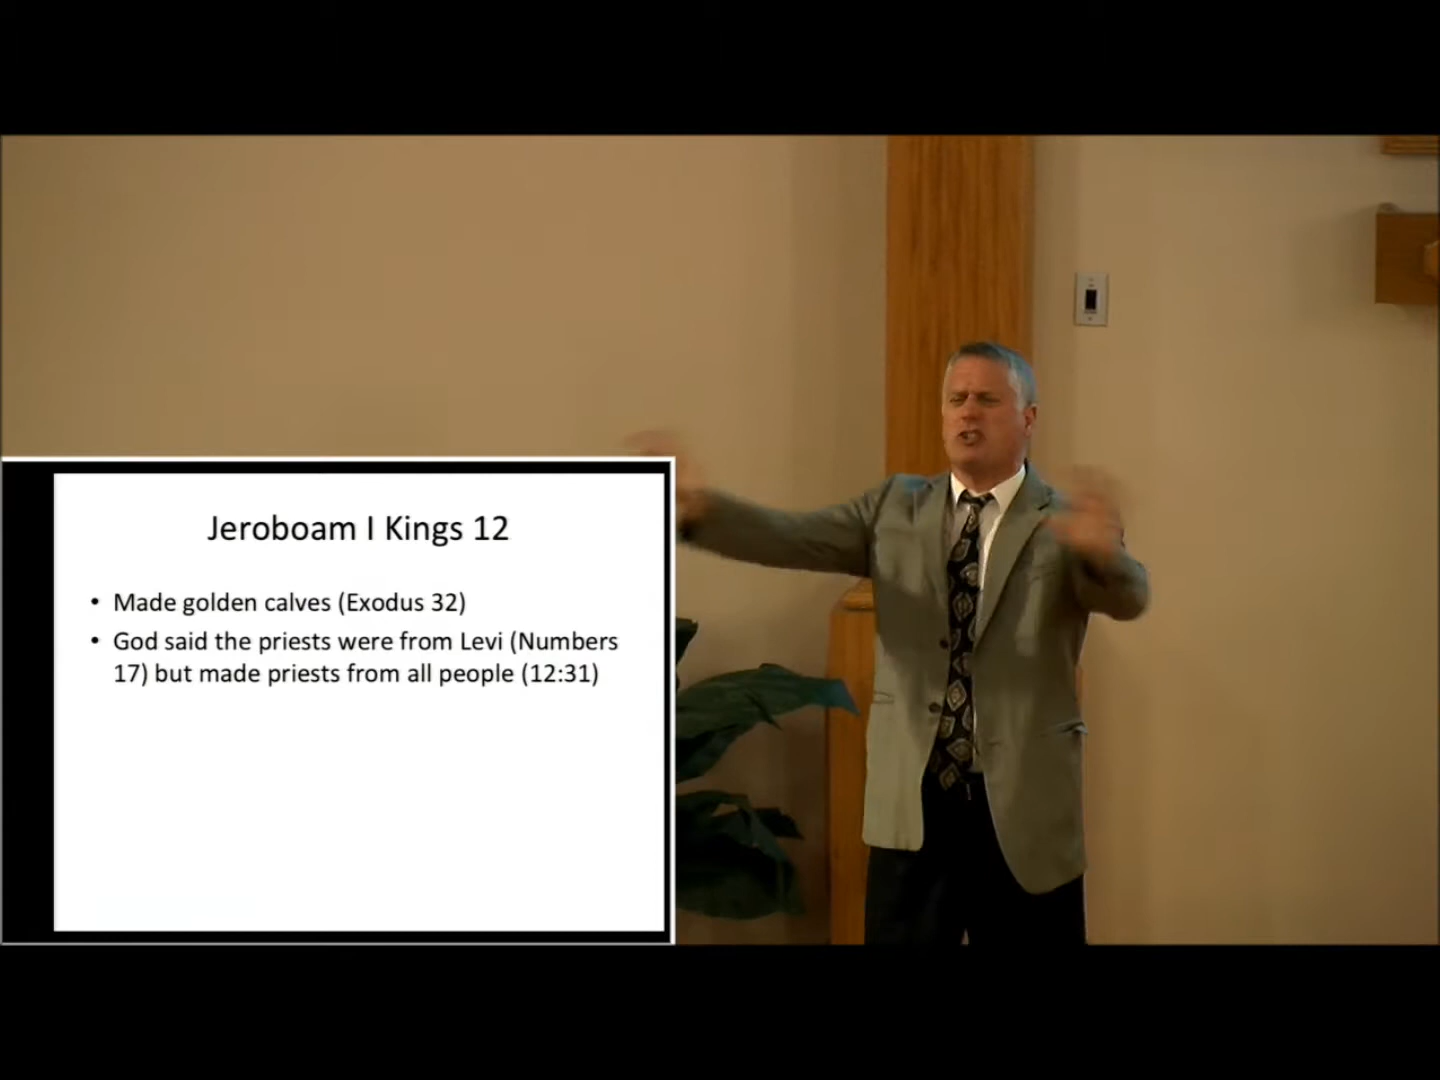 Jeroboam I Kings 12
• Made golden calves (Exodus 32)
• God said the priests were from Levi (Numbers
17) but made priests from all people (12:31)